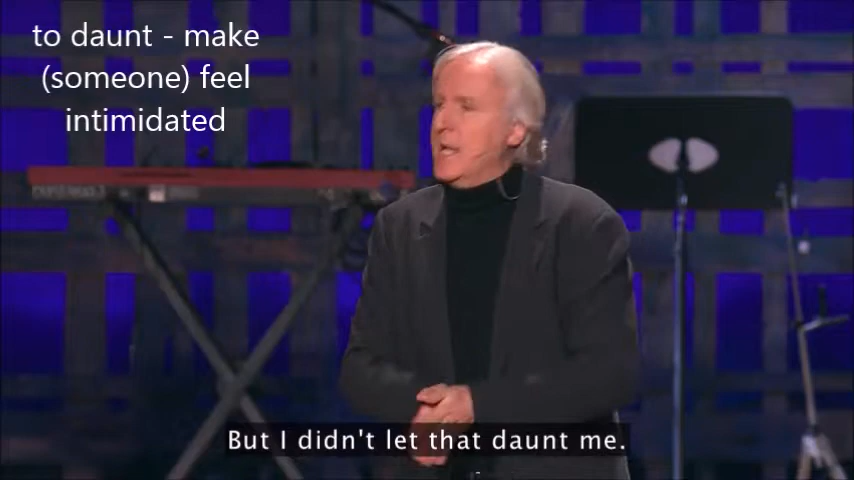 to daunt - make
(someone) feel
intimidated
But I didn't let that daunt me.